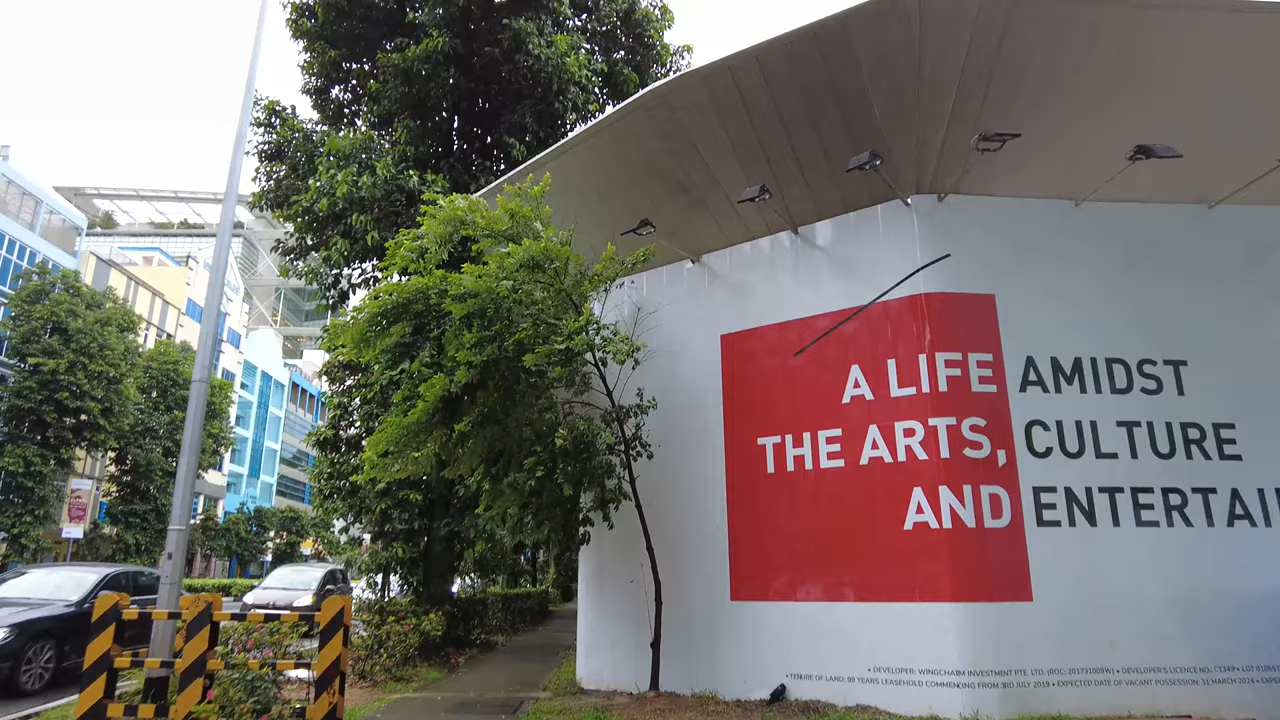 A LIFE AMIDST
THE ARTS, CULTURE
AND ENTERTAI
• DEVELOPER: WINGCHARM INVESTMENT PTE. LTD. (ROC: 201731009W) • DEVELOPER'S LICENCE NO.: C1349 • LOT
• TENURE OF LAND: 99 YEARS LEASEHOLD COMMENCING FROM 3RD JULY 2019 • EXPECTED DATE OF VACANT POSSESSION: 31 MARCH 2024 •